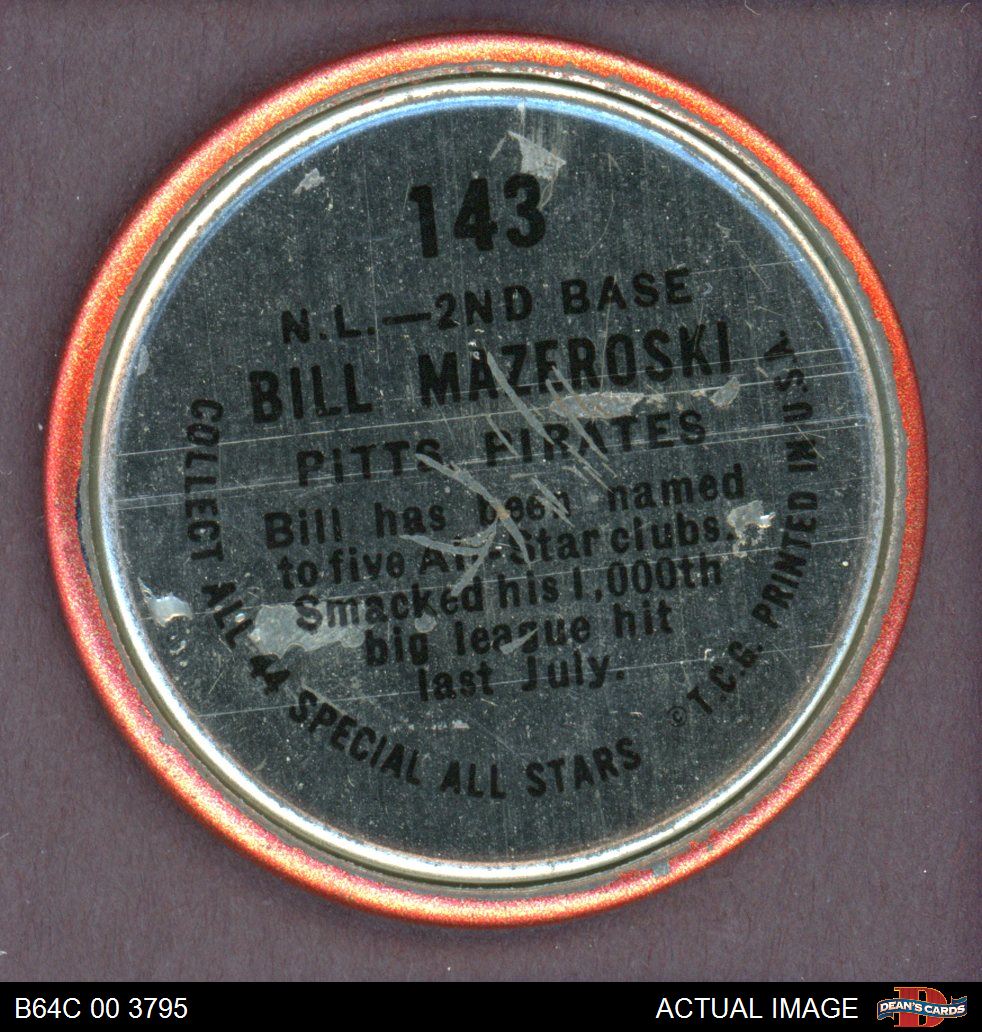 143
N.L.—2ND BASE
BILL MAZEROSKI
PITTS PIRATES
Bill has been named
to five All-Star clubs.
Smacked his 1,000th
big league hit
last July.
COLLECT ALL 44 SPECIAL ALL STARS
© T.C.G. PRINTED IN U.S.A.
B64C 00 3795
ACTUAL IMAGE
DEAN'S CARDS